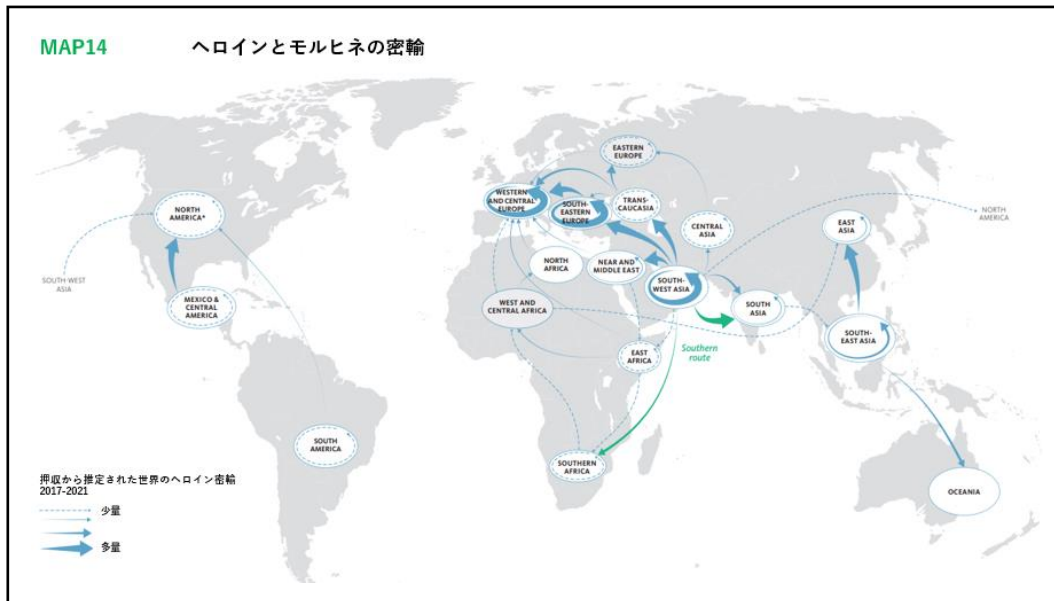 MAP14 ヘロインとモルヒネの密輸
EASTERN
EUROPE
WESTERN
AND CENTRAL
EUROPE
SOUTH-
EASTERN
EUROPE
TRANS-
CAUCASIA
NORTH
AMERICA*
EAST
ASIA
NORTH
AMERICA
CENTRAL
ASIA
NORTH
AFRICA
NEAR AND
MIDDLE EAST
SOUTH-WEST
ASIA
SOUTH-
WEST ASIA
MEXICO &
CENTRAL
AMERICA
WEST AND
CENTRAL AFRICA
SOUTH
ASIA
SOUTH-
EAST ASIA
EAST
AFRICA
Southern
route
SOUTH
AMERICA
SOUTHERN
AFRICA
OCEANIA
押収から推定された世界のヘロイン密輸
2017-2021
少量
多量